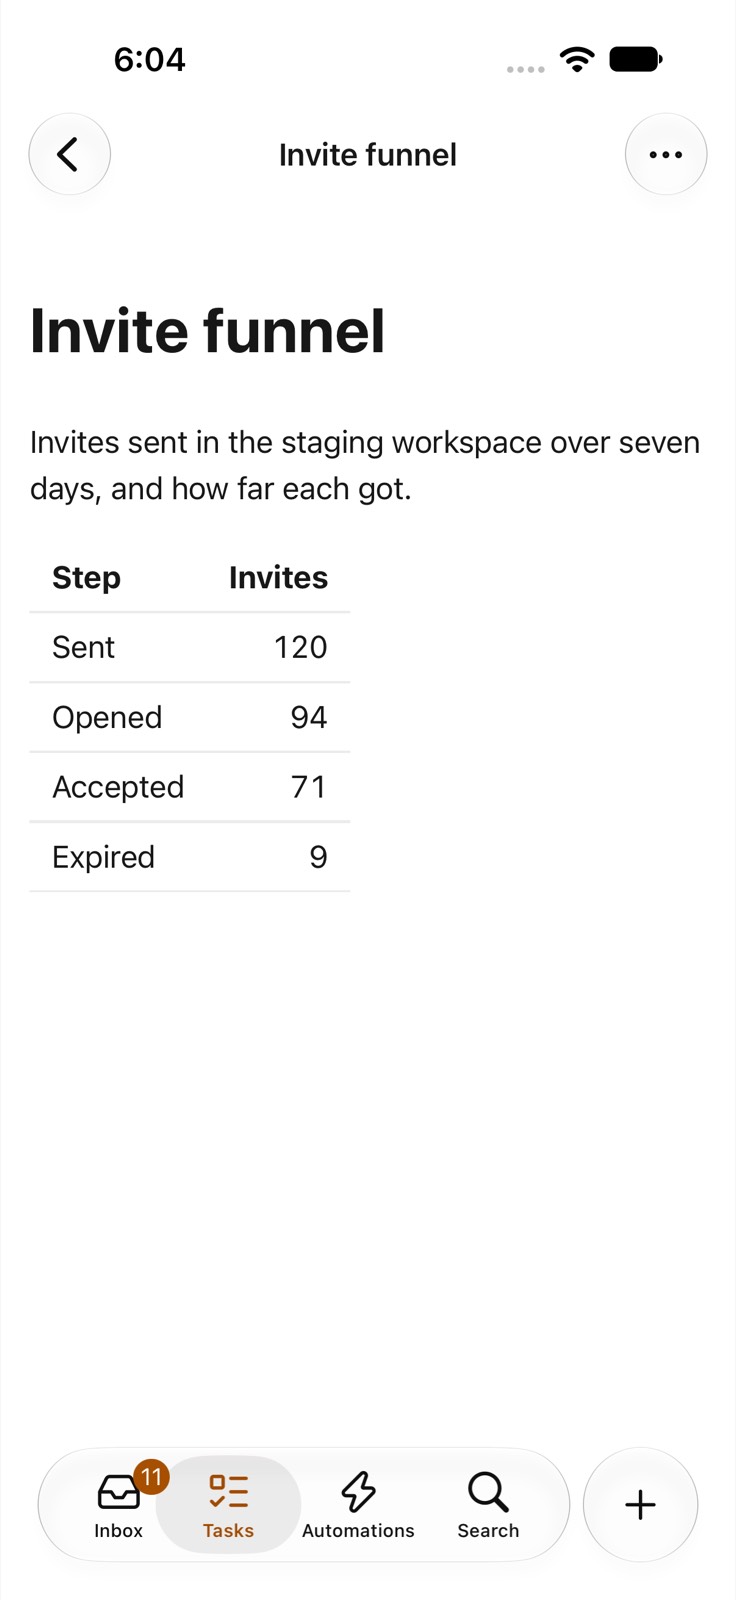 6:04
Invite funnel
Invite funnel
Invites sent in the staging workspace over seven
days, and how far each got.
Step Invites
Sent 120
Opened 94
Accepted 71
Expired 9
11
Inbox Tasks Automations Search